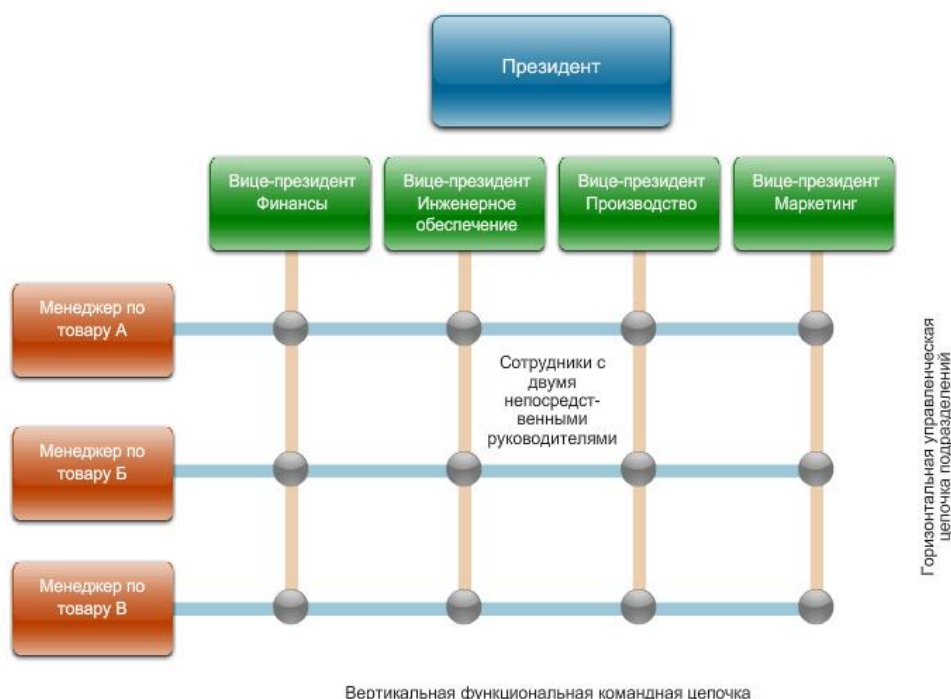 Президент
Вице-президент
Финансы
Вице-президент
Инженерное
обеспечение
Вице-президент
Производство
Вице-президент
Маркетинг
Менеджер по
товару А
Сотрудники с
двумя
непосредст-
венными
руководителями
Менеджер по
товару Б
Менеджер по
товару В
Горизонтальная управленческая
цепочка подразделений
Вертикальная функциональная командная цепочка